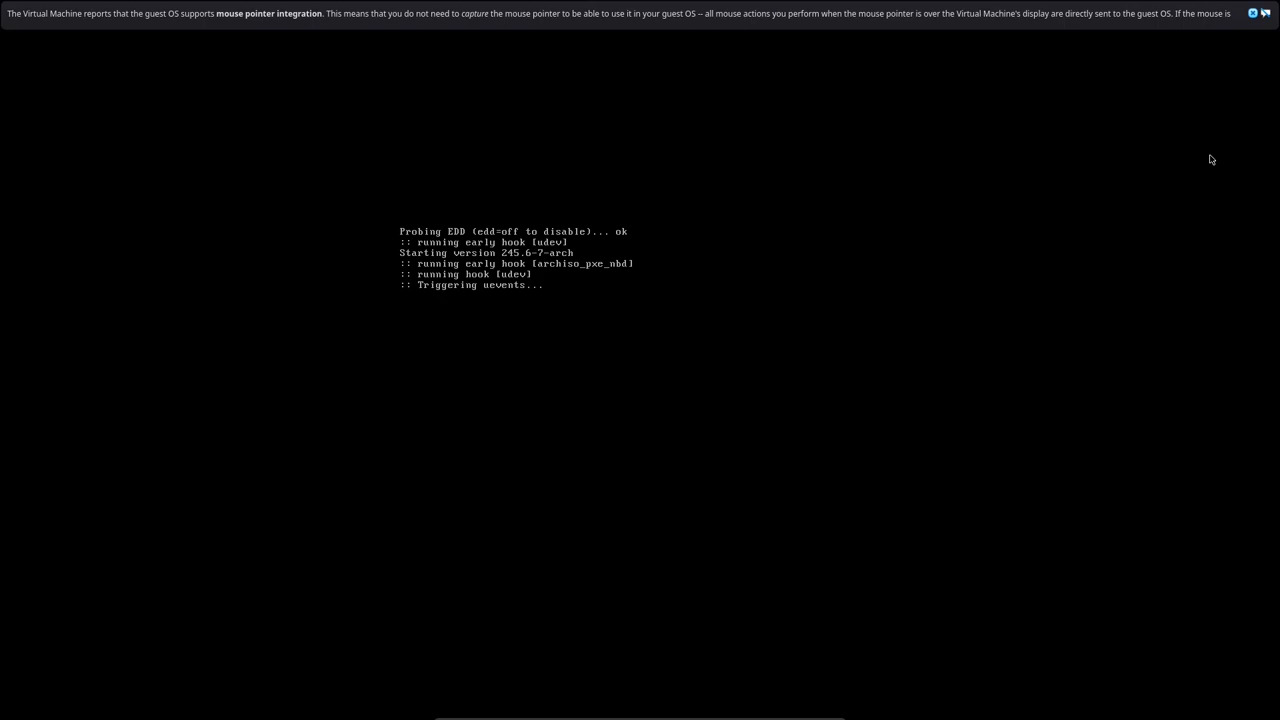 The Virtual Machine reports that the guest OS supports mouse pointer integration. This means that you do not need to capture the mouse pointer to be able to use it in your guest OS -- all mouse actions you perform when the mouse pointer is over the Virtual Machine's display are directly sent to the guest OS. If the mouse is
Probing EDD (edd=off to disable)... ok
:: running early hook [udev]
Starting version 245.6-7-arch
:: running early hook [archiso_pxe_nbd]
:: running hook [udev]
:: Triggering uevents...